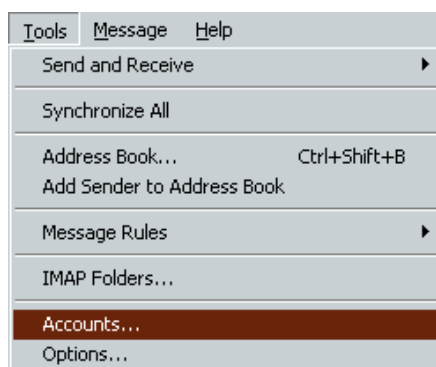 Tools Message Help
Send and Receive
Synchronize All
Address Book... Ctrl+Shift+B
Add Sender to Address Book
Message Rules
IMAP Folders...
Accounts...
Options...